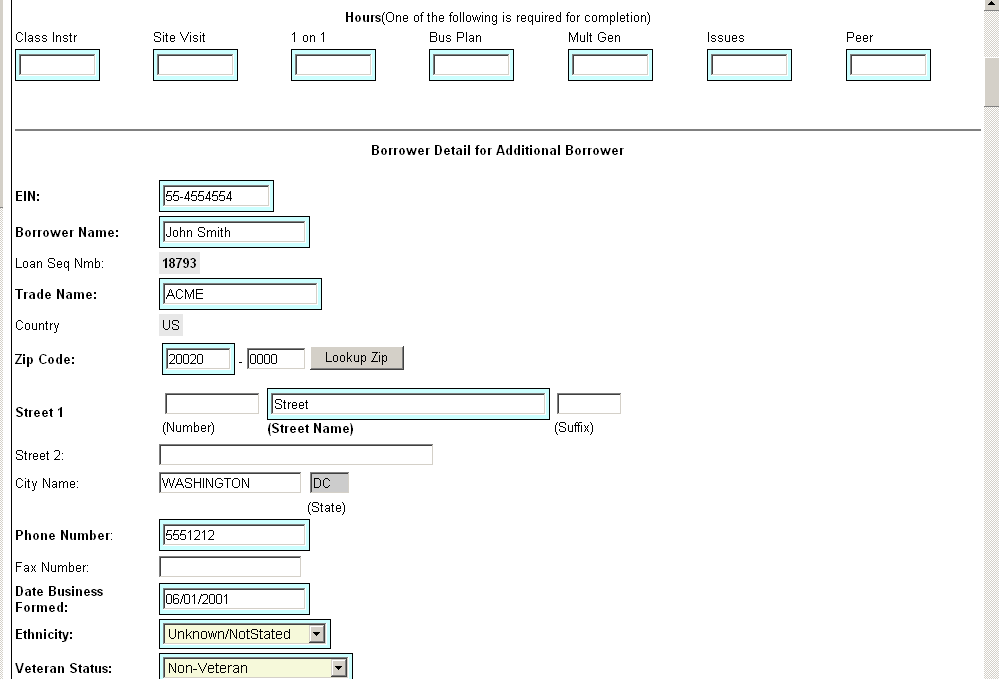 Hours(One of the following is required for completion)
Class Instr Site Visit 1 on 1 Bus Plan Mult Gen Issues Peer
Borrower Detail for Additional Borrower
EIN: 55-4554554
Borrower Name: John Smith
Loan Seq Nmb: 18793
Trade Name: ACME
Country US
Zip Code: 20020 - 0000 Lookup Zip
Street 1 Street
(Number) (Street Name) (Suffix)
Street 2:
City Name: WASHINGTON DC
(State)
Phone Number: 5551212
Fax Number:
Date Business
Formed: 06/01/2001
Ethnicity: Unknown/NotStated
Veteran Status: Non-Veteran